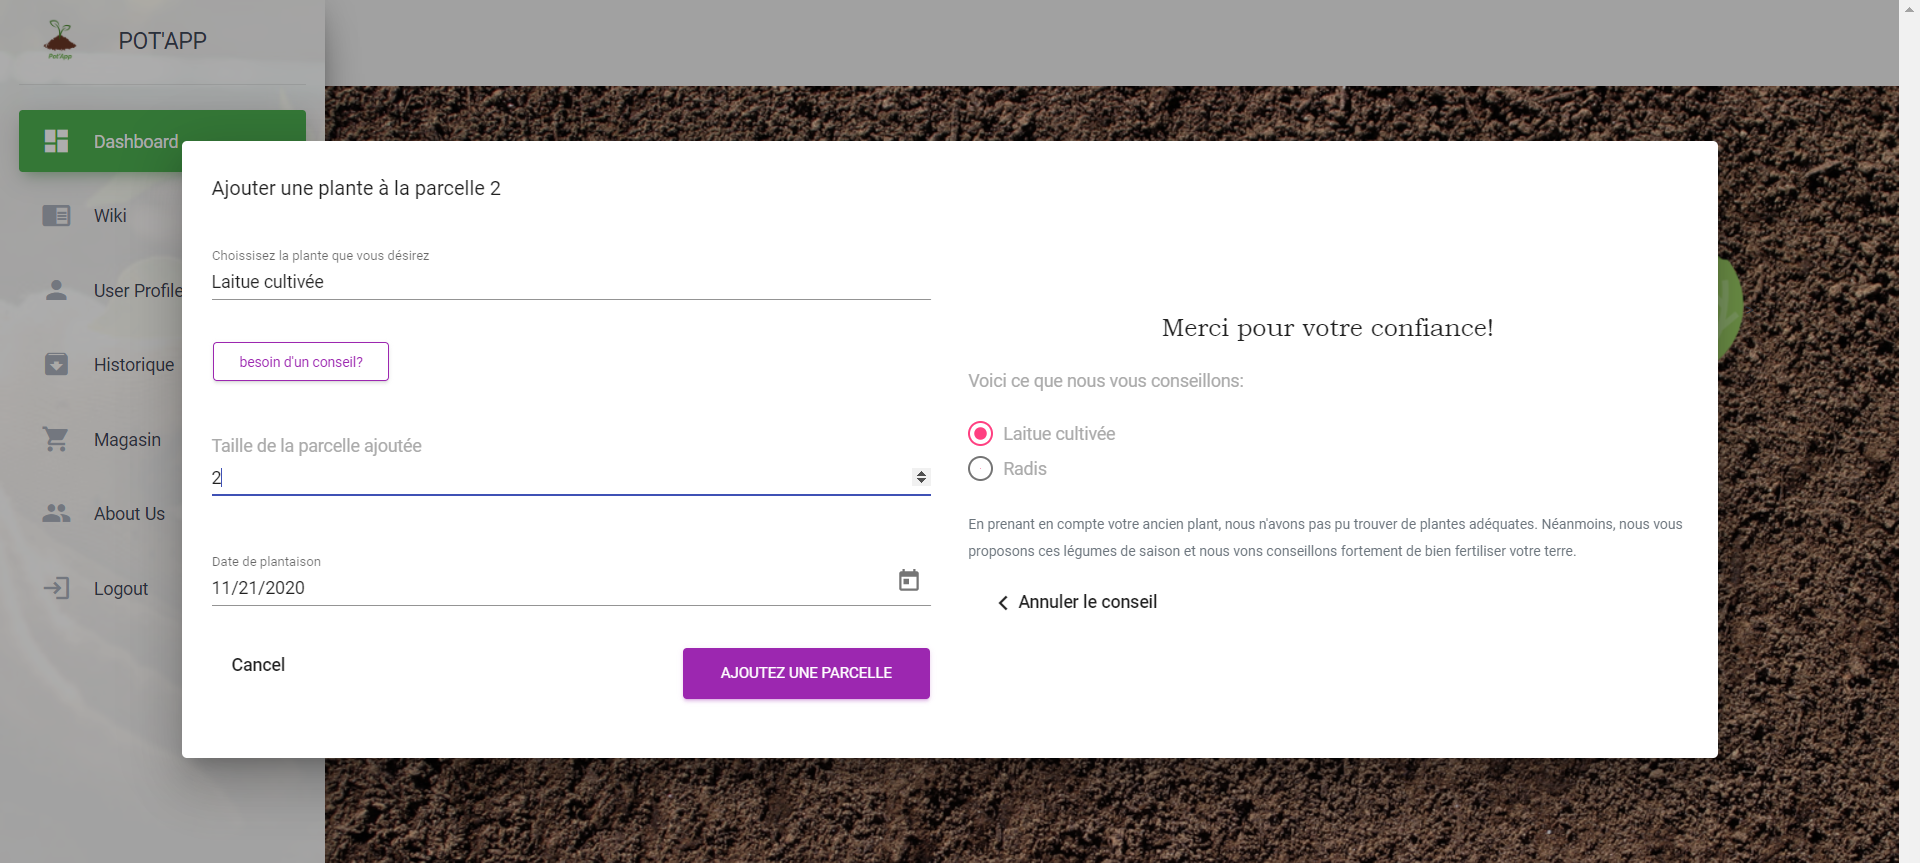 Pot'App
POT'APP
Dashboard
Wiki
User Profile
Historique
Magasin
About Us
Logout
Ajouter une plante à la parcelle 2
Choissisez la plante que vous désirez
Laitue cultivée
besoin d'un conseil?
Taille de la parcelle ajoutée
2
Date de plantaison
11/21/2020
Cancel
AJOUTEZ UNE PARCELLE
Merci pour votre confiance!
Voici ce que nous vous conseillons:
Laitue cultivée
Radis
En prenant en compte votre ancien plant, nous n'avons pas pu trouver de plantes adéquates. Néanmoins, nous vous
proposons ces légumes de saison et nous vons conseillons fortement de bien fertiliser votre terre.
Annuler le conseil